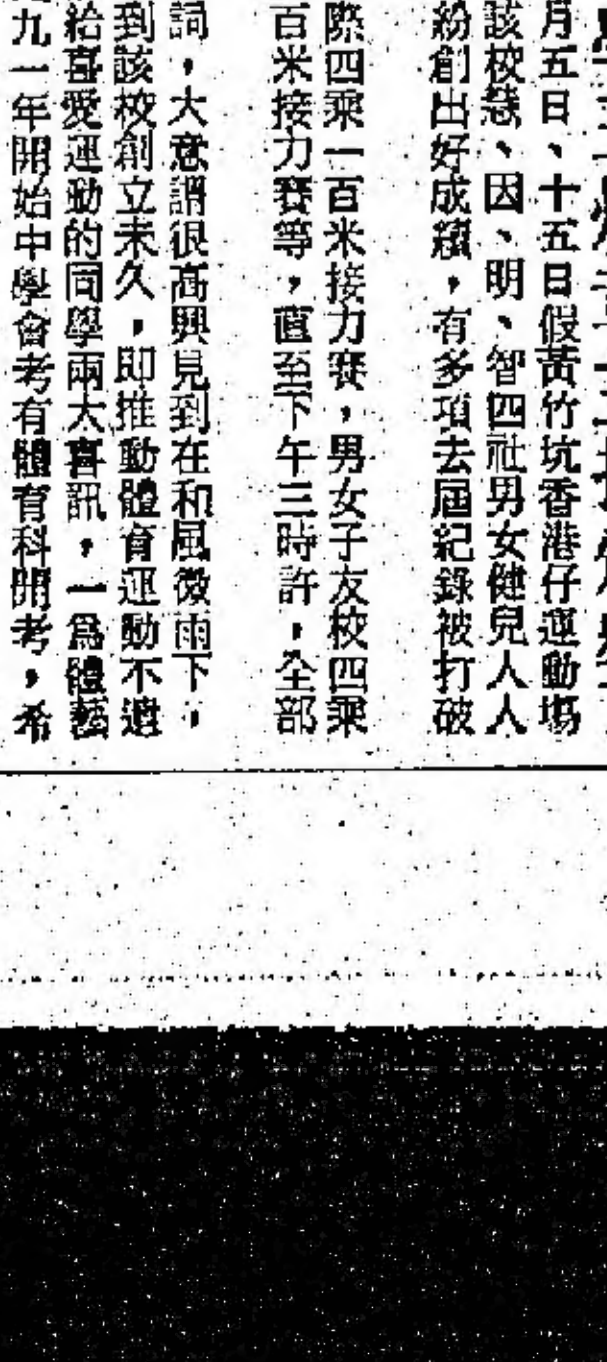 月五日、十五日假黃竹坑香港仔運動塲
該校慧、因、明、智四社男女健兒人人
紛創出好成績，有多項去屆紀錄被打破
際四乘一百米接力賽，男女子友校四乘
百米接力賽等，直至下午三時許，全部
詞，大意謂很高興見到在和風微雨下，
到該校創立未久，即推動體育運動不遺
給喜愛運動的同學兩大喜訊，一爲體藝
九一年開始中學會考有體育科開考，希